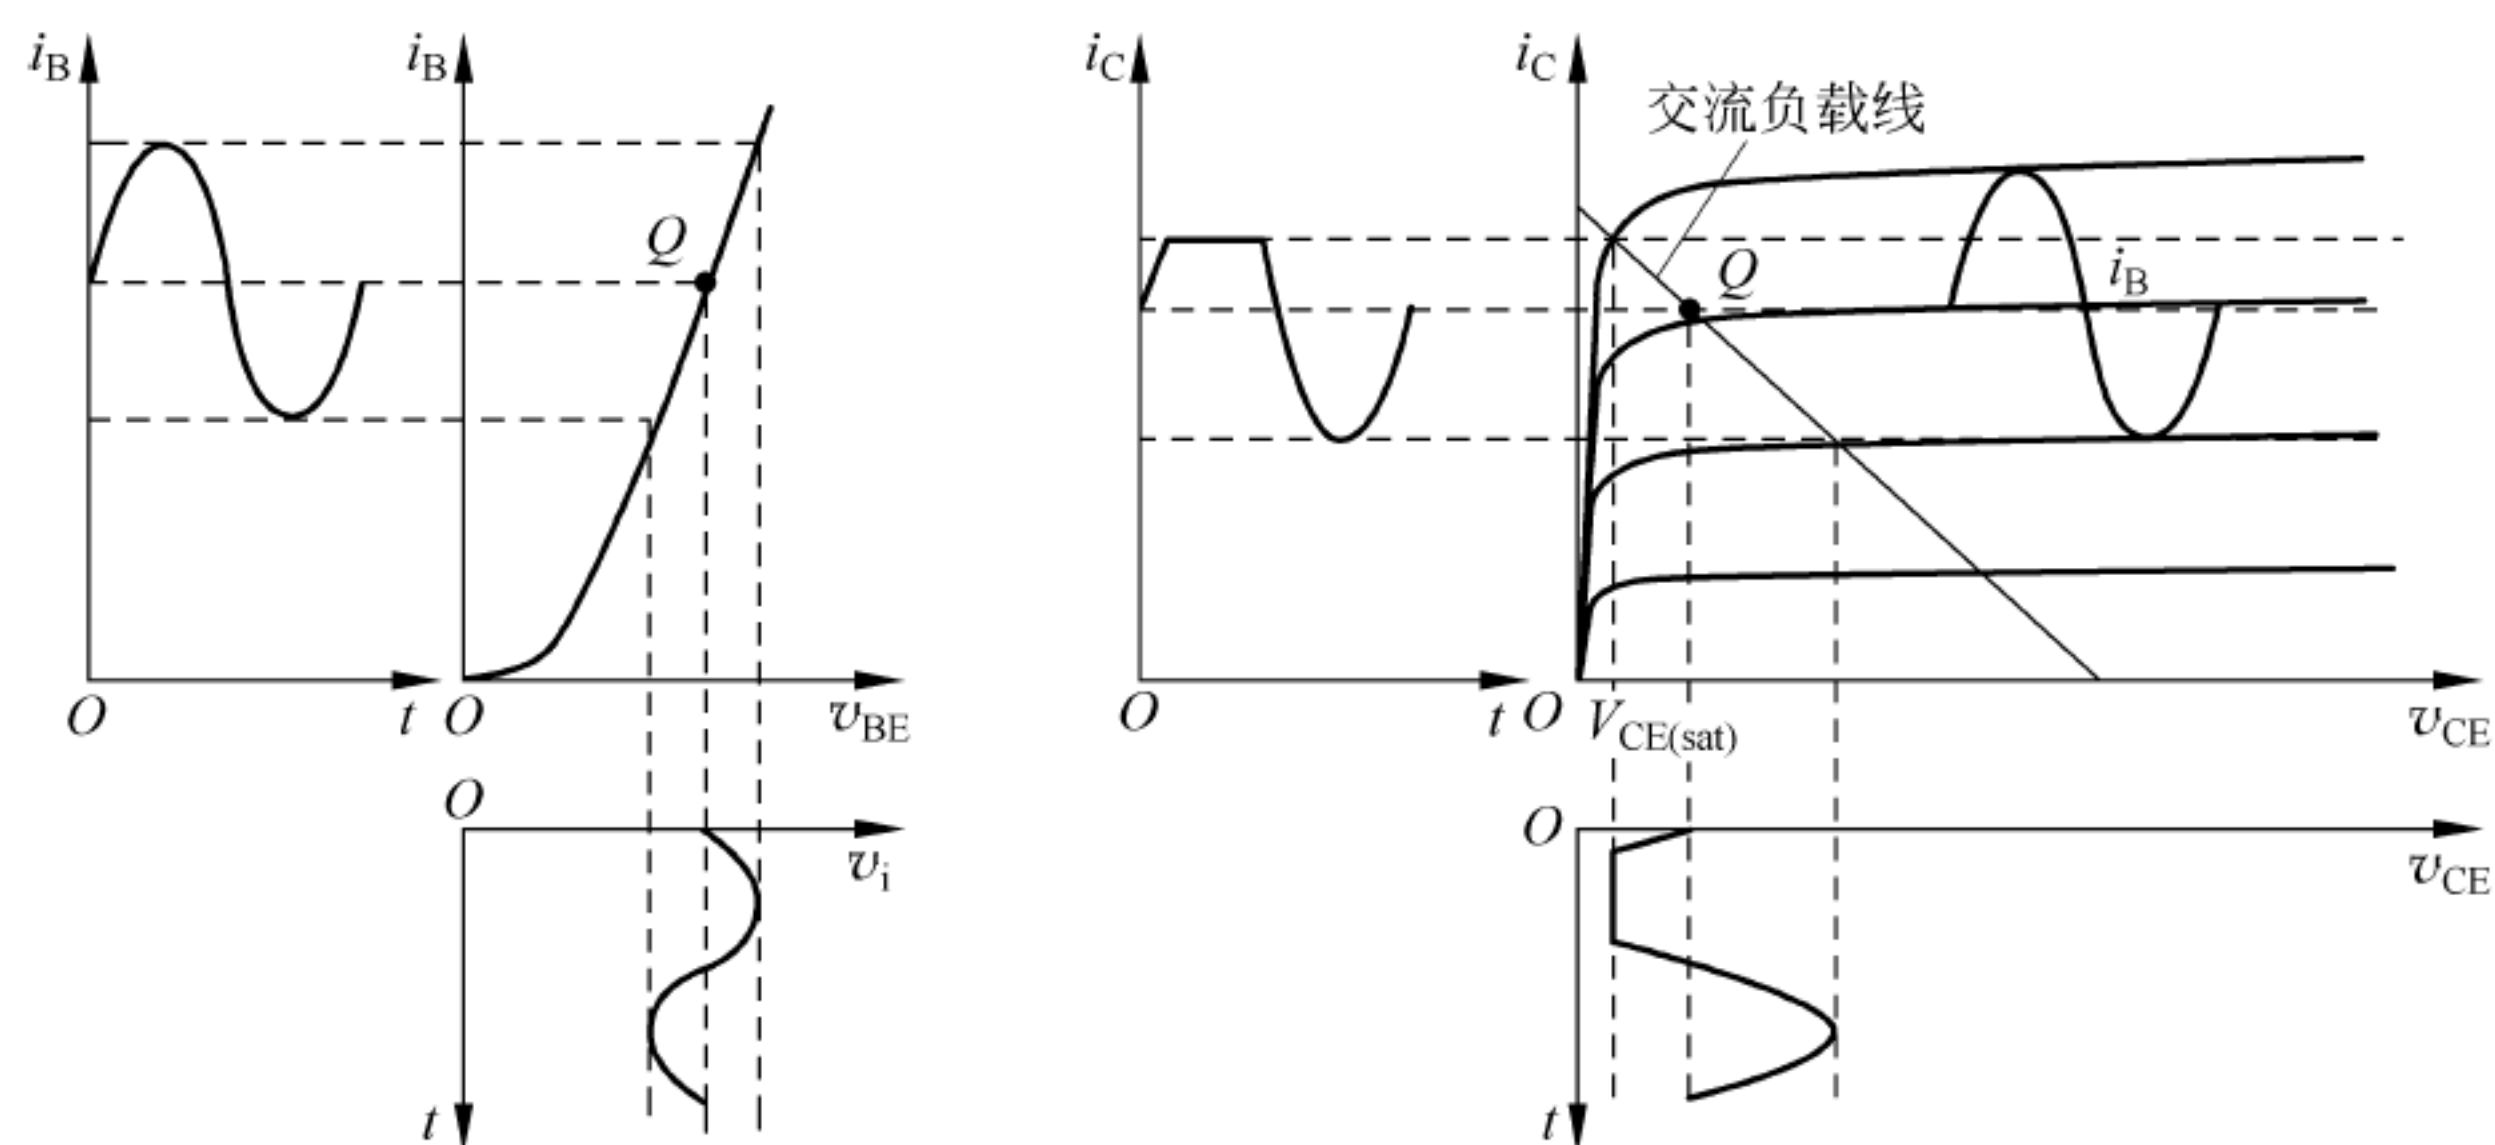 iB
iB
iC
iC
交流负载线
Q
Q
iB
O
t
O
vBE
O
t
O
VCE(sat)
vCE
O
vi
O
vCE
t
t